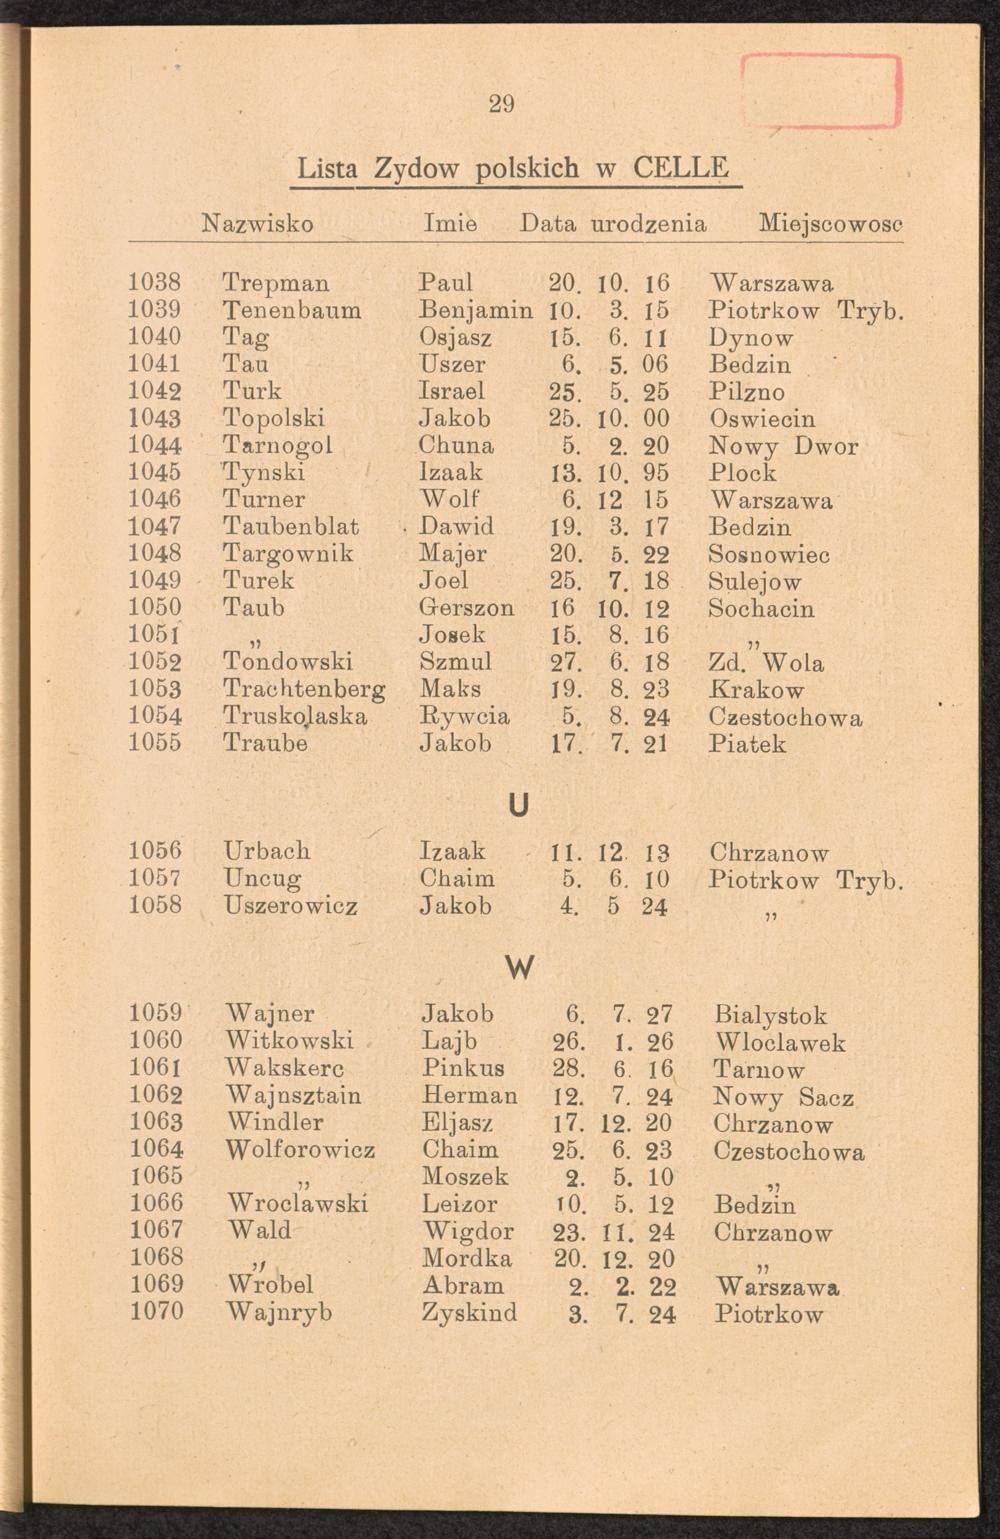 29
Lista Zydow polskich w CELLE
Nazwisko Imie Data urodzenia Miejscowosc
1038 Trepman Paul 20. 10. 16 Warszawa
1039 Tenenbaum Benjamin 10. 3. 15 Piotrkow Tryb.
1040 Tag Osjasz 15. 6. 11 Dynow
1041 Tau Uszer 6. 5. 06 Bedzin
1042 Turk Israel 25. 5. 25 Pilzno
1043 Topolski Jakob 25. 10. 00 Oswiecin
1044 Tarnogol Chuna 5. 2. 20 Nowy Dwor
1045 Tynski Izaak 13. 10. 95 Plock
1046 Turner Wolf 6. 12 15 Warszawa
1047 Taubenblat Dawid 19. 3. 17 Bedzin
1048 Targownik Majer 20. 5. 22 Sosnowiec
1049 Turek Joel 25. 7. 18 Sulejow
1050 Taub Gerszon 16 10. 12 Sochacin
1051 „ Josek 15. 8. 16 „
1052 Tondowski Szmul 27. 6. 18 Zd. Wola
1053 Trachtenberg Maks 19. 8. 23 Krakow
1054 Truskolaska Rywcia 5. 8. 24 Czestochowa
1055 Traube Jakob 17. 7. 21 Piatek
U
1056 Urbach Izaak 11. 12. 13 Chrzanow
1057 Uncug Chaim 5. 6. 10 Piotrkow Tryb.
1058 Uszerowicz Jakob 4. 5 24 „
W
1059 Wajner Jakob 6. 7. 27 Bialystok
1060 Witkowski Lajb 26. 1. 26 Wloclawek
1061 Wakskerc Pinkus 28. 6. 16 Tarnow
1062 Wajnsztain Herman 12. 7. 24 Nowy Sacz
1063 Windler Eljasz 17. 12. 20 Chrzanow
1064 Wolforowicz Chaim 25. 6. 23 Czestochowa
1065 „ Moszek 2. 5. 10 „
1066 Wroclawski Leizor 10. 5. 12 Bedzin
1067 Wald Wigdor 23. 11. 24 Chrzanow
1068 „ Mordka 20. 12. 20 „
1069 Wrobel Abram 2. 2. 22 Warszawa
1070 Wajnryb Zyskind 3. 7. 24 Piotrkow